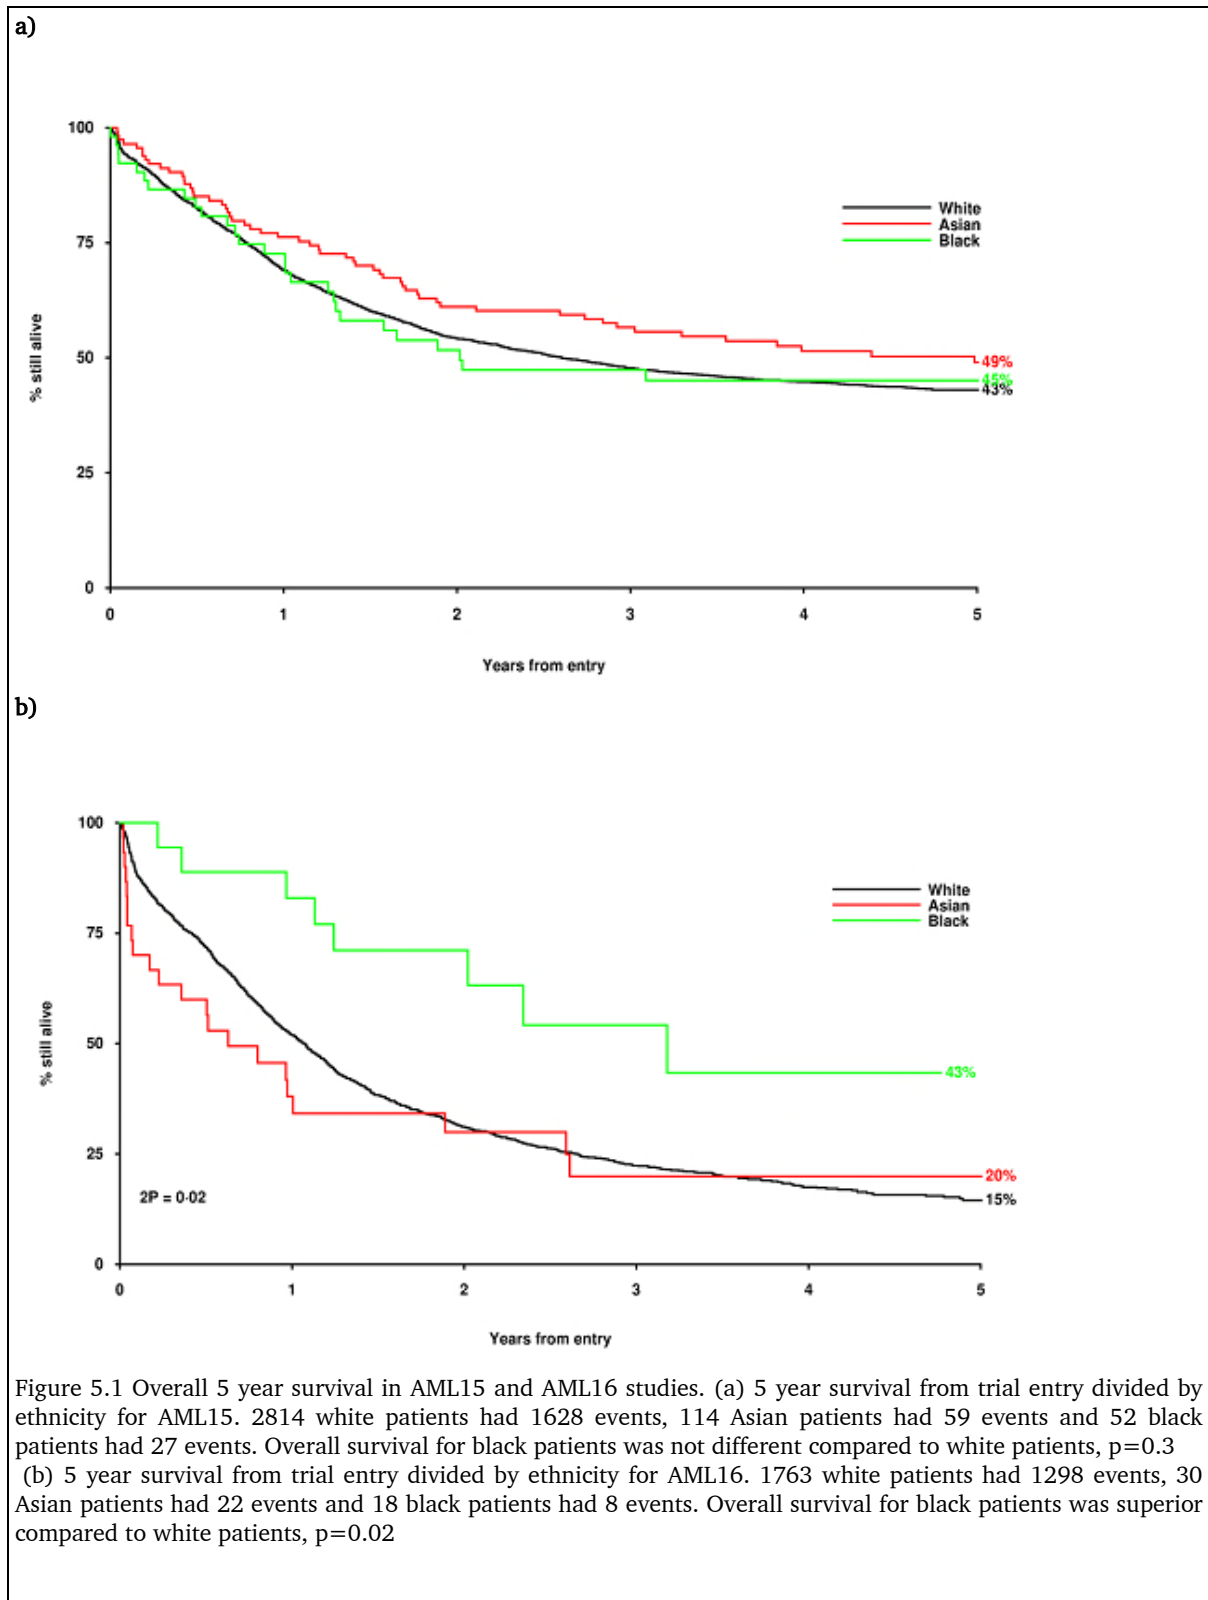 a)
100
75
50
25
0
% still alive
White
Asian
Black
49%
45%
43%
0 1 2 3 4 5
Years from entry
b)
100
75
50
25
0
% still alive
White
Asian
Black
43%
20%
15%
2P = 0·02
0 1 2 3 4 5
Years from entry
Figure 5.1 Overall 5 year survival in AML15 and AML16 studies. (a) 5 year survival from trial entry divided by
ethnicity for AML15. 2814 white patients had 1628 events, 114 Asian patients had 59 events and 52 black
patients had 27 events. Overall survival for black patients was not different compared to white patients, p=0.3
(b) 5 year survival from trial entry divided by ethnicity for AML16. 1763 white patients had 1298 events, 30
Asian patients had 22 events and 18 black patients had 8 events. Overall survival for black patients was superior
compared to white patients, p=0.02